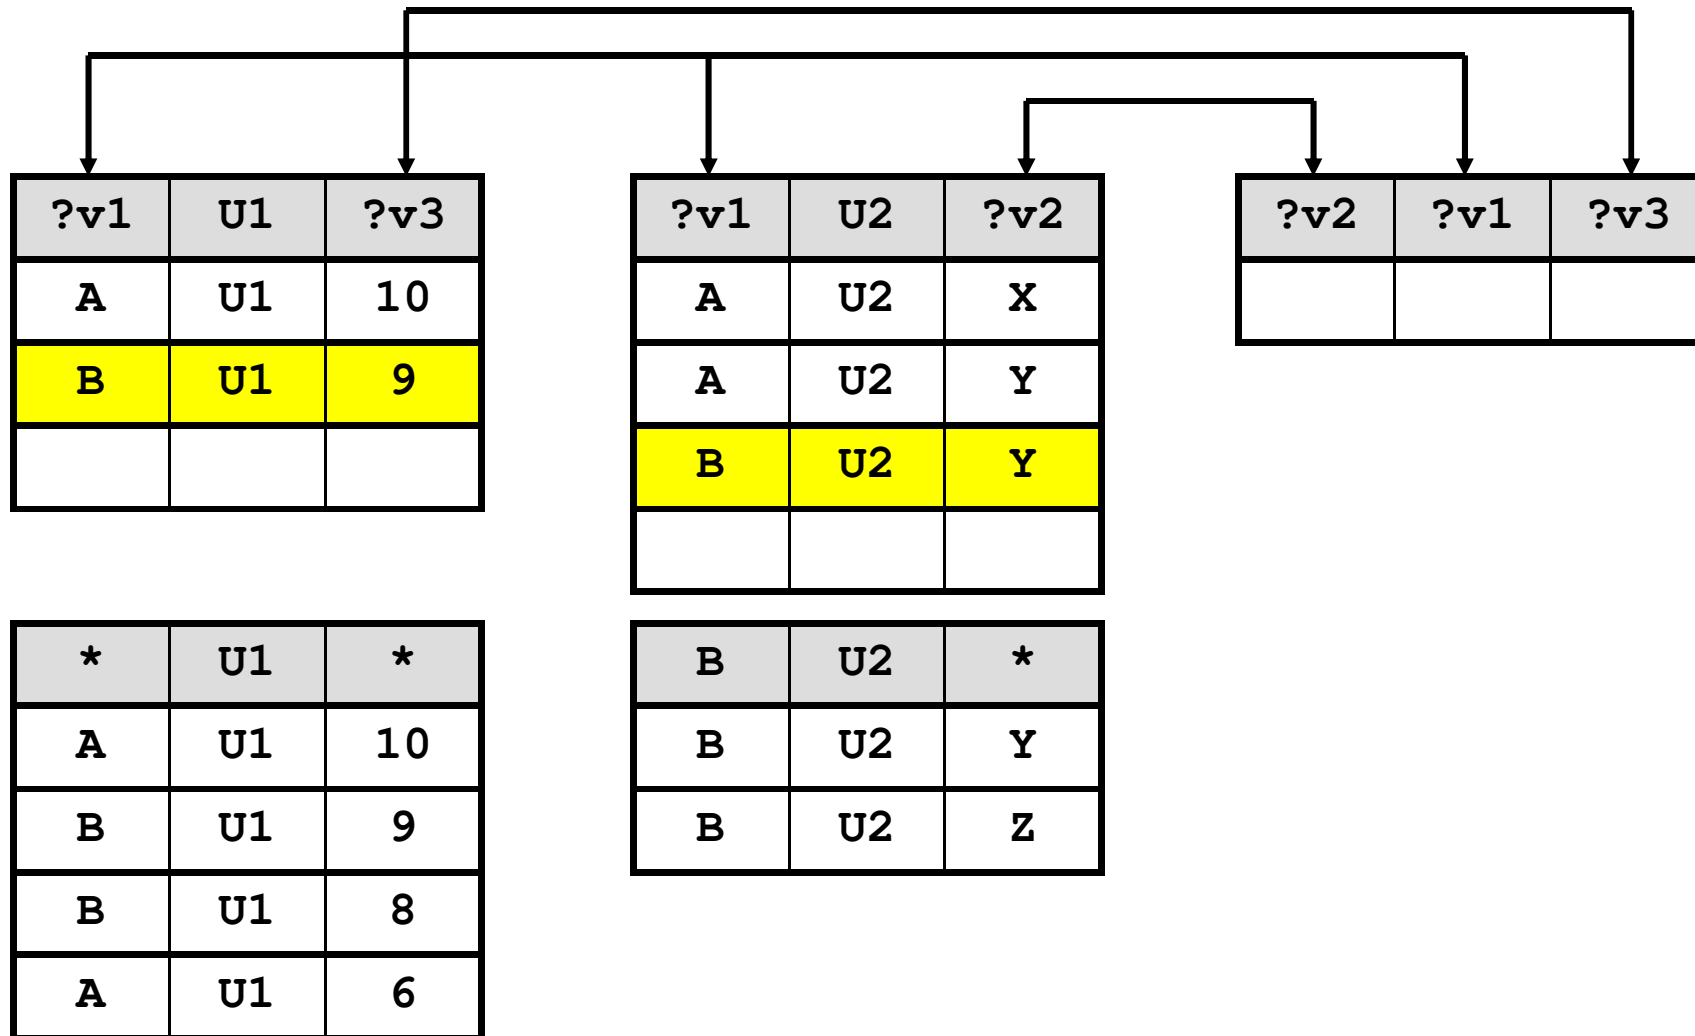 ?v1 U1 ?v3
A U1 10
B U1 9
?v1 U2 ?v2
A U2 X
A U2 Y
B U2 Y
?v2 ?v1 ?v3
* U1 *
A U1 10
B U1 9
B U1 8
A U1 6
B U2 *
B U2 Y
B U2 Z